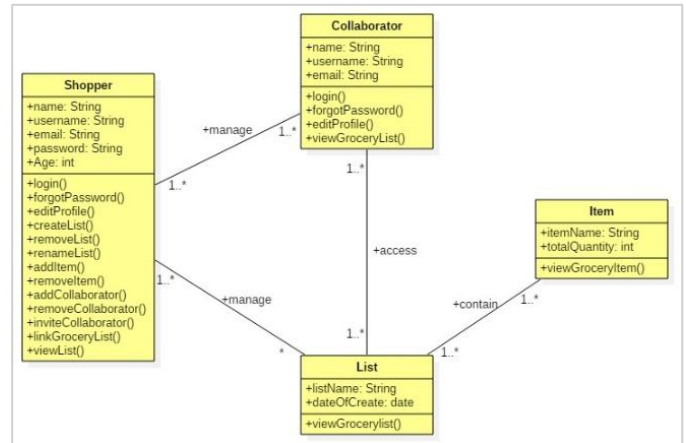 Collaborator
+name: String
+username: String
+email: String
+login()
+forgotPassword()
+editProfile()
+viewGroceryList()
Shopper
+name: String
+username: String
+email: String
+password: String
+Age: int
+login()
+forgotPassword()
+editProfile()
+createList()
+removeList()
+renameList()
+addItem()
+removeItem()
+addCollaborator()
+removeCollaborator()
+inviteCollaborator()
+linkGroceryList()
+viewList()
+manage
1..*
1..*
1..*
+access
1..*
Item
+itemName: String
+totalQuantity: int
+viewGroceryItem()
1..*
+manage
*
+contain
1..*
1..*
List
+listName: String
+dateOfCreate: date
+viewGrocerylist()